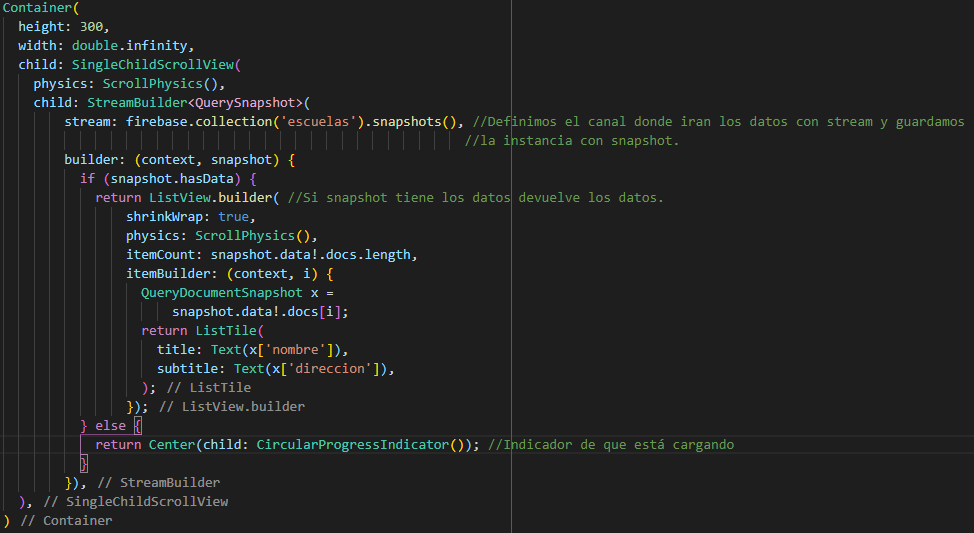 Container(
height: 300,
width: double.infinity,
child: SingleChildScrollView(
physics: ScrollPhysics(),
child: StreamBuilder<QuerySnapshot>(
stream: firebase.collection('escuelas').snapshots(), //Definimos el canal donde iran los datos con stream y guardamos
//la instancia con snapshot.
builder: (context, snapshot) {
if (snapshot.hasData) {
return ListView.builder( //Si snapshot tiene los datos devuelve los datos.
shrinkWrap: true,
physics: ScrollPhysics(),
itemCount: snapshot.data!.docs.length,
itemBuilder: (context, i) {
QueryDocumentSnapshot x =
snapshot.data!.docs[i];
return ListTile(
title: Text(x['nombre']),
subtitle: Text(x['direccion']),
); // ListTile
}); // ListView.builder
} else {
return Center(child: CircularProgressIndicator()); //Indicador de que está cargando
}
}), // StreamBuilder
), // SingleChildScrollView
) // Container